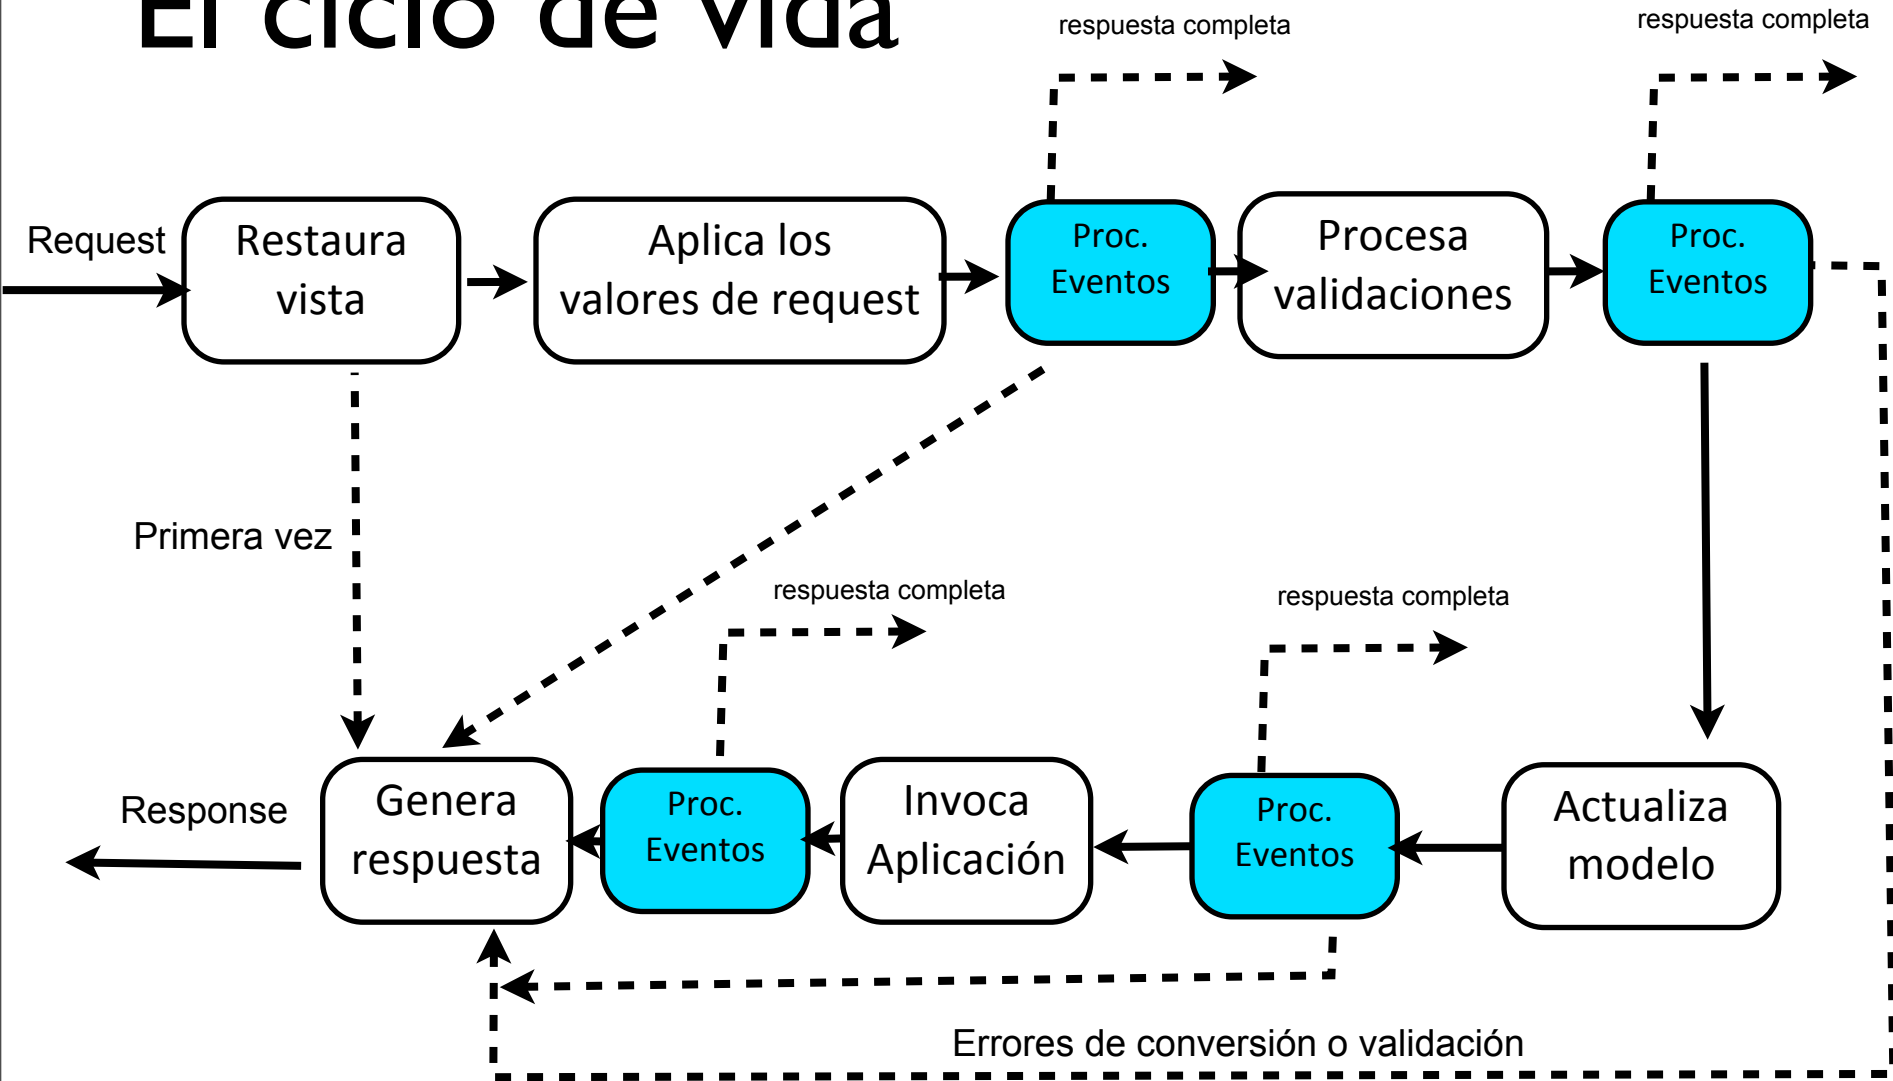 El ciclo de vida
respuesta completa
respuesta completa
Request
Restaura
vista
Aplica los
valores de request
Proc.
Eventos
Procesa
validaciones
Proc.
Eventos
Primera vez
respuesta completa
respuesta completa
Response
Genera
respuesta
Proc.
Eventos
Invoca
Aplicación
Proc.
Eventos
Actualiza
modelo
Errores de conversión o validación